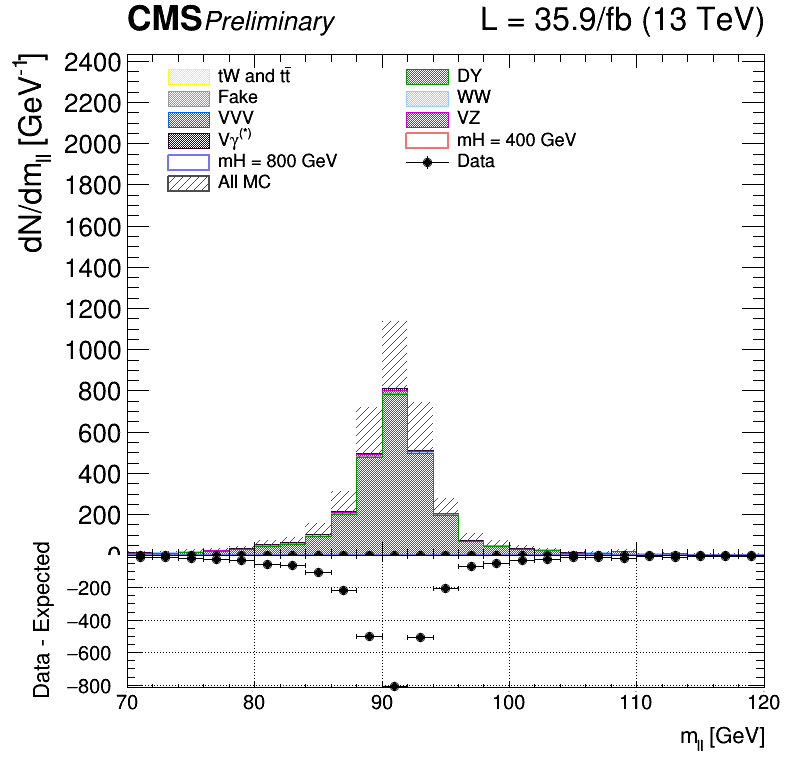 CMS Preliminary L = 35.9/fb (13 TeV)
dN/dm_ll [GeV⁻¹]
2400
2200
2000
1800
1600
1400
1200
1000
800
600
400
200
0
tW and tt̄
Fake
VVV
Vγ(*)
mH = 800 GeV
All MC
DY
WW
VZ
mH = 400 GeV
Data
Data - Expected
−200
−400
−600
−800
70 80 90 100 110 120
m_ll [GeV]